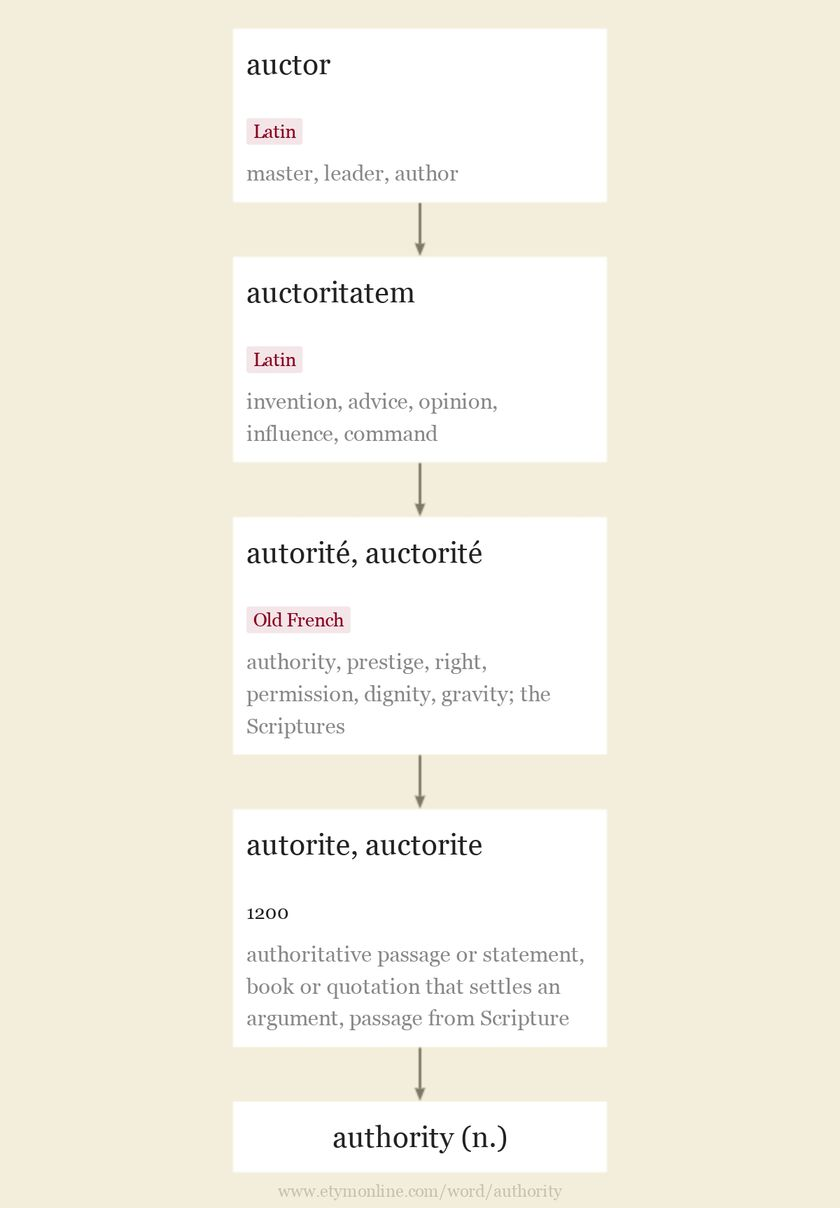 auctor
Latin
master, leader, author
auctoritatem
Latin
invention, advice, opinion,
influence, command
autorité, auctorité
Old French
authority, prestige, right,
permission, dignity, gravity; the
Scriptures
autorite, auctorite
1200
authoritative passage or statement,
book or quotation that settles an
argument, passage from Scripture
authority (n.)
www.etymonline.com/word/authority